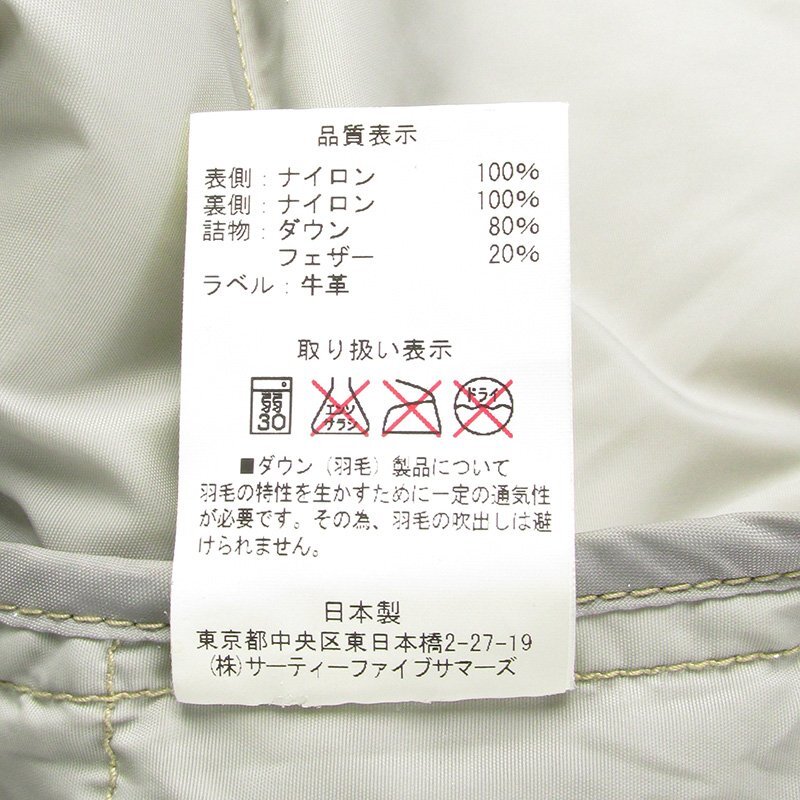 品質表示
表側：ナイロン 100%
裏側：ナイロン 100%
詰物：ダウン 80%
フェザー 20%
ラベル：牛革
取り扱い表示
弱 30
エンソ サラシ
ドライ
■ダウン（羽毛）製品について
羽毛の特性を生かすために一定の通気性
が必要です。その為、羽毛の吹出しは避
けられません。
日本製
東京都中央区東日本橋2-27-19
(株)サーティーファイブサマーズ